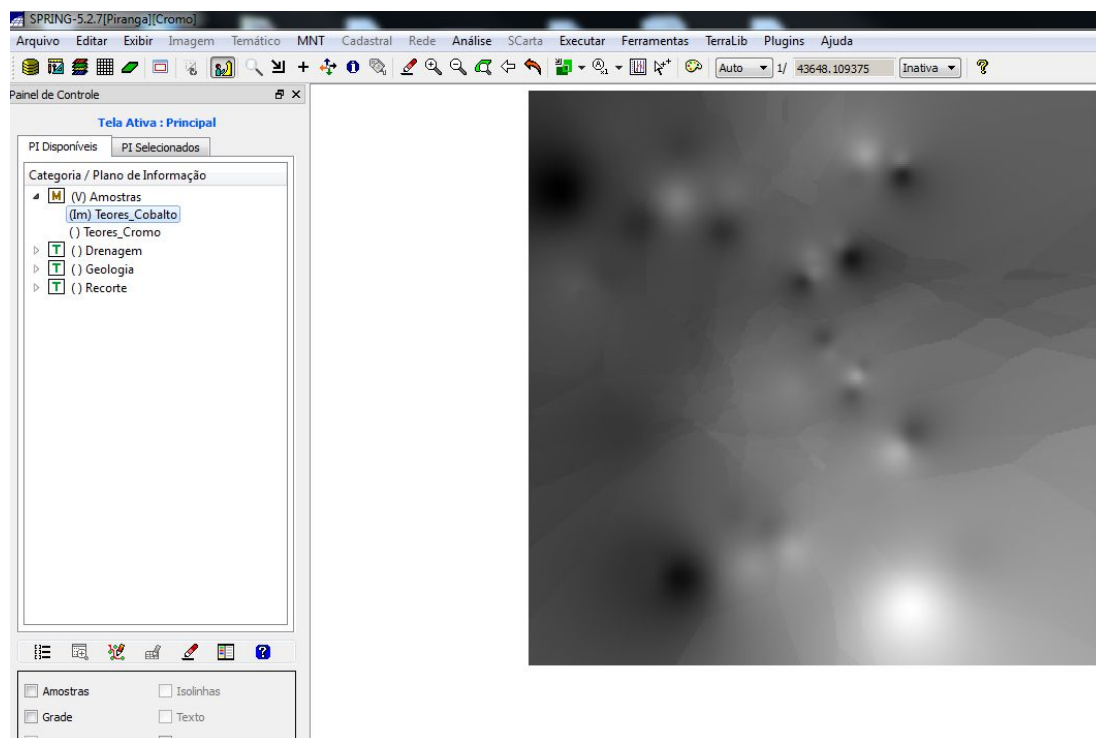 SPRING-5.2.7[Piranga][Cromo]
Arquivo Editar Exibir Imagem Temático MNT Cadastral Rede Análise SCarta Executar Ferramentas TerraLib Plugins Ajuda
Auto 1/ 43648.109375 Inativa
Painel de Controle
Tela Ativa : Principal
PI Disponíveis PI Selecionados
Categoria / Plano de Informação
M (V) Amostras
(Im) Teores_Cobalto
( ) Teores_Cromo
T ( ) Drenagem
T ( ) Geologia
T ( ) Recorte
Amostras Isolinhas
Grade Texto